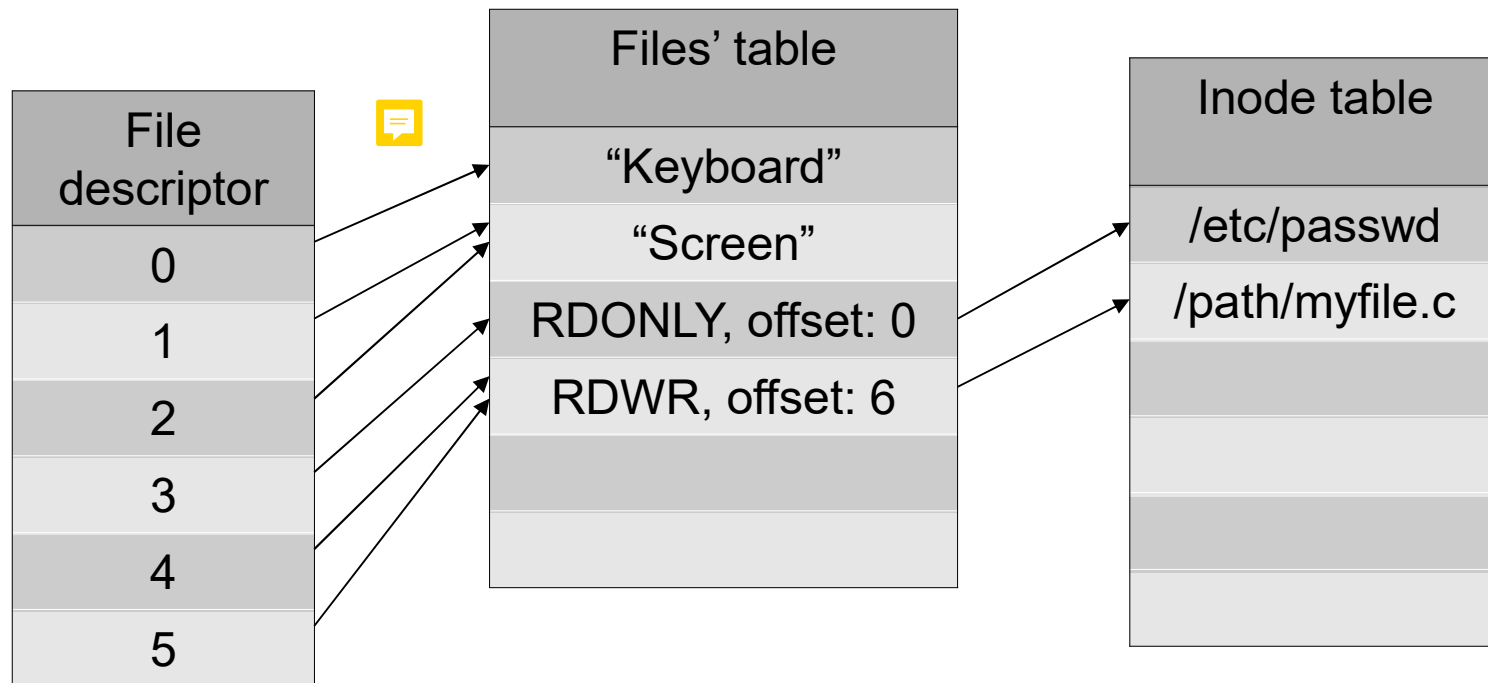 File
descriptor
0
1
2
3
4
5
Files’ table
“Keyboard”
“Screen”
RDONLY, offset: 0
RDWR, offset: 6
Inode table
/etc/passwd
/path/myfile.c